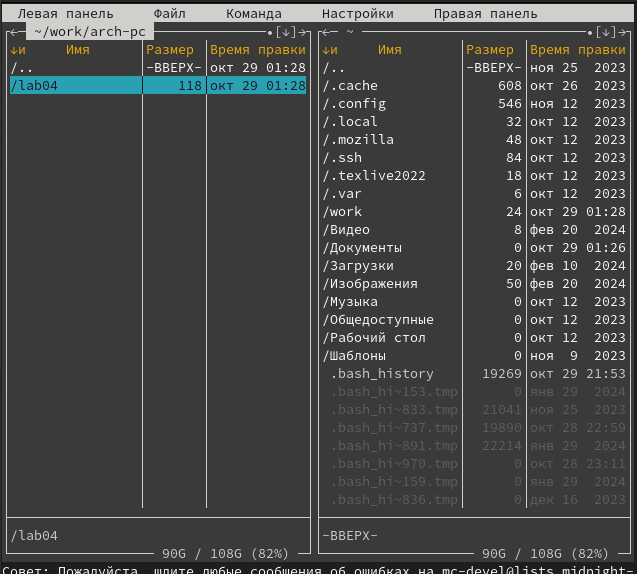 Левая панель Файл Команда Настройки Правая панель
← ~/work/arch-pc •[↓]→
↓и Имя Размер Время правки
/.. -ВВЕРХ- окт 29 01:28
/lab04 118 окт 29 01:28
/lab04
90G / 108G (82%)
← ~ •[↓]→
↓и Имя Размер Время правки
/.. -ВВЕРХ- ноя 25 2023
/.cache 608 окт 26 2023
/.config 546 ноя 12 2023
/.local 32 окт 12 2023
/.mozilla 48 окт 12 2023
/.ssh 84 окт 12 2023
/.texlive2022 18 окт 12 2023
/.var 6 окт 12 2023
/work 24 окт 29 01:28
/Видео 8 фев 20 2024
/Документы 0 окт 29 01:26
/Загрузки 20 фев 10 2024
/Изображения 50 фев 20 2024
/Музыка 0 окт 12 2023
/Общедоступные 0 окт 12 2023
/Рабочий стол 0 окт 12 2023
/Шаблоны 0 ноя 9 2023
.bash_history 19269 окт 29 21:53
.bash_hi~153.tmp 0 янв 29 2024
.bash_hi~833.tmp 21041 ноя 25 2023
.bash_hi~737.tmp 19890 окт 28 22:59
.bash_hi~891.tmp 22214 янв 29 2024
.bash_hi~970.tmp 0 окт 28 23:11
.bash_hi~159.tmp 0 янв 29 2024
.bash_hi~836.tmp 0 дек 16 2023
-ВВЕРХ-
90G / 108G (82%)
Совет: Пожалуйста, шлите любые сообщения об ошибках на mc-devel@lists.midnight-